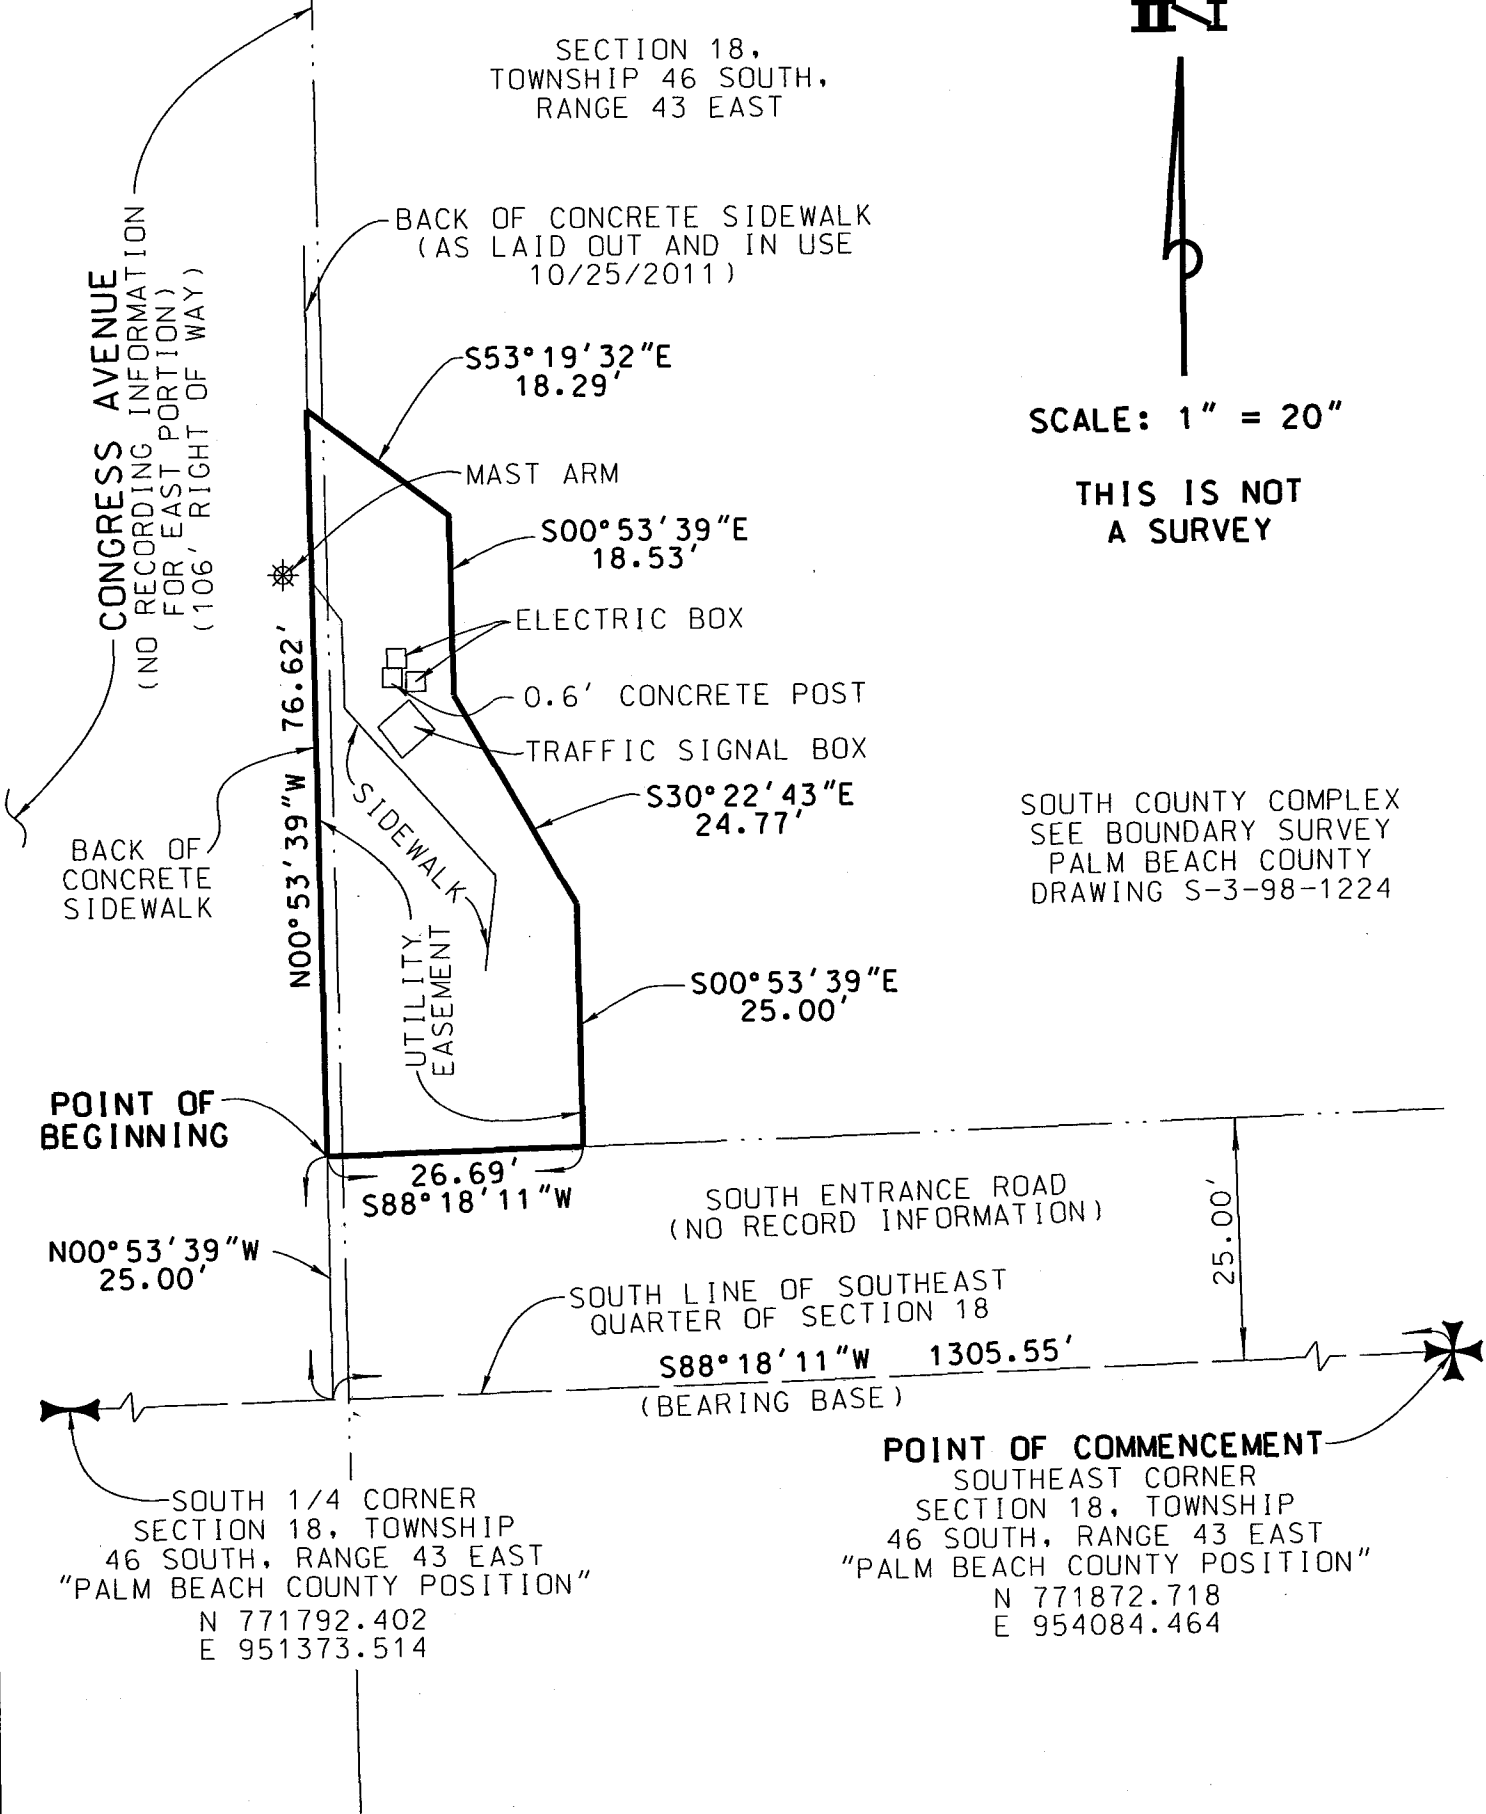 N
SECTION 18,
TOWNSHIP 46 SOUTH,
RANGE 43 EAST
CONGRESS AVENUE
(NO RECORDING INFORMATION
FOR EAST PORTION)
(106' RIGHT OF WAY)
BACK OF CONCRETE SIDEWALK
(AS LAID OUT AND IN USE
10/25/2011)
S53°19'32"E
18.29'
SCALE: 1" = 20"
THIS IS NOT
A SURVEY
MAST ARM
S00°53'39"E
18.53'
ELECTRIC BOX
0.6' CONCRETE POST
TRAFFIC SIGNAL BOX
N00°53'39"W 76.62'
SIDEWALK
S30°22'43"E
24.77'
SOUTH COUNTY COMPLEX
SEE BOUNDARY SURVEY
PALM BEACH COUNTY
DRAWING S-3-98-1224
BACK OF
CONCRETE
SIDEWALK
UTILITY
EASEMENT
S00°53'39"E
25.00'
POINT OF
BEGINNING
26.69'
S88°18'11"W
SOUTH ENTRANCE ROAD
(NO RECORD INFORMATION)
25.00'
N00°53'39"W
25.00'
SOUTH LINE OF SOUTHEAST
QUARTER OF SECTION 18
S88°18'11"W 1305.55'
(BEARING BASE)
POINT OF COMMENCEMENT
SOUTHEAST CORNER
SECTION 18, TOWNSHIP
46 SOUTH, RANGE 43 EAST
"PALM BEACH COUNTY POSITION"
N 771872.718
E 954084.464
SOUTH 1/4 CORNER
SECTION 18, TOWNSHIP
46 SOUTH, RANGE 43 EAST
"PALM BEACH COUNTY POSITION"
N 771792.402
E 951373.514